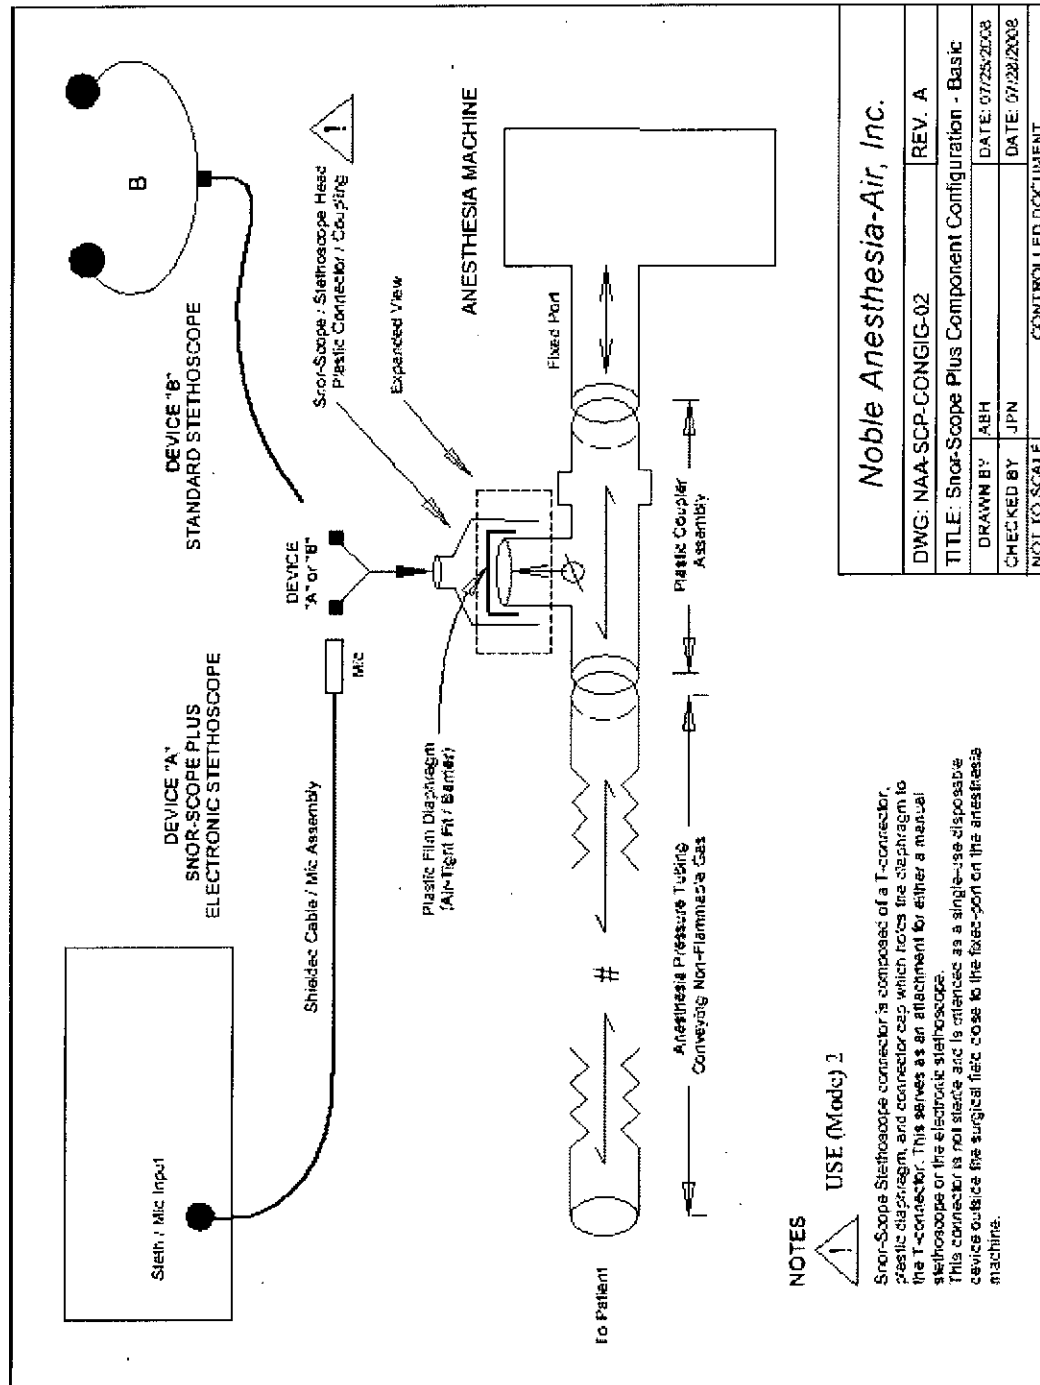 DEVICE "A"
SNOR-SCOPE PLUS
ELECTRONIC STETHOSCOPE
Steth / Mic Input
Shielded Cable / Mic Assembly
Mic
DEVICE
"A" or "B"
DEVICE "B"
STANDARD STETHOSCOPE
B
Snor-Scope / Stethoscope Head
Plastic Connector / Coupling
!
Expanded View
Plastic Film Diaphragm
(Air-Tight Fit / Barrier)
ANESTHESIA MACHINE
Fixed Port
To Patient
#
Anesthesia Pressure Tubing
Conveying Non-Flammable Gas
Plastic Coupler
Assembly
NOTES
!
USE (Mode) 2
Snor-Scope Stethoscope connector is composed of a T-connector,
plastic diaphragm, and connector cap which holds the diaphragm to
the T-connector. This serves as an attachment for either a manual
stethoscope or the electronic stethoscope.
This connector is not sterile and is intended as a single-use disposable
device outside the surgical field close to the fixed-port on the anesthesia
machine.
Noble Anesthesia-Air, Inc.
DWG: NAA-SCP-CONGIG-02 REV. A
TITLE: Snor-Scope Plus Component Configuration - Basic
DRAWN BY ABH DATE: 07/25/2008
CHECKED BY JPN DATE: 07/28/2008
NOT TO SCALE CONTROLLED DOCUMENT